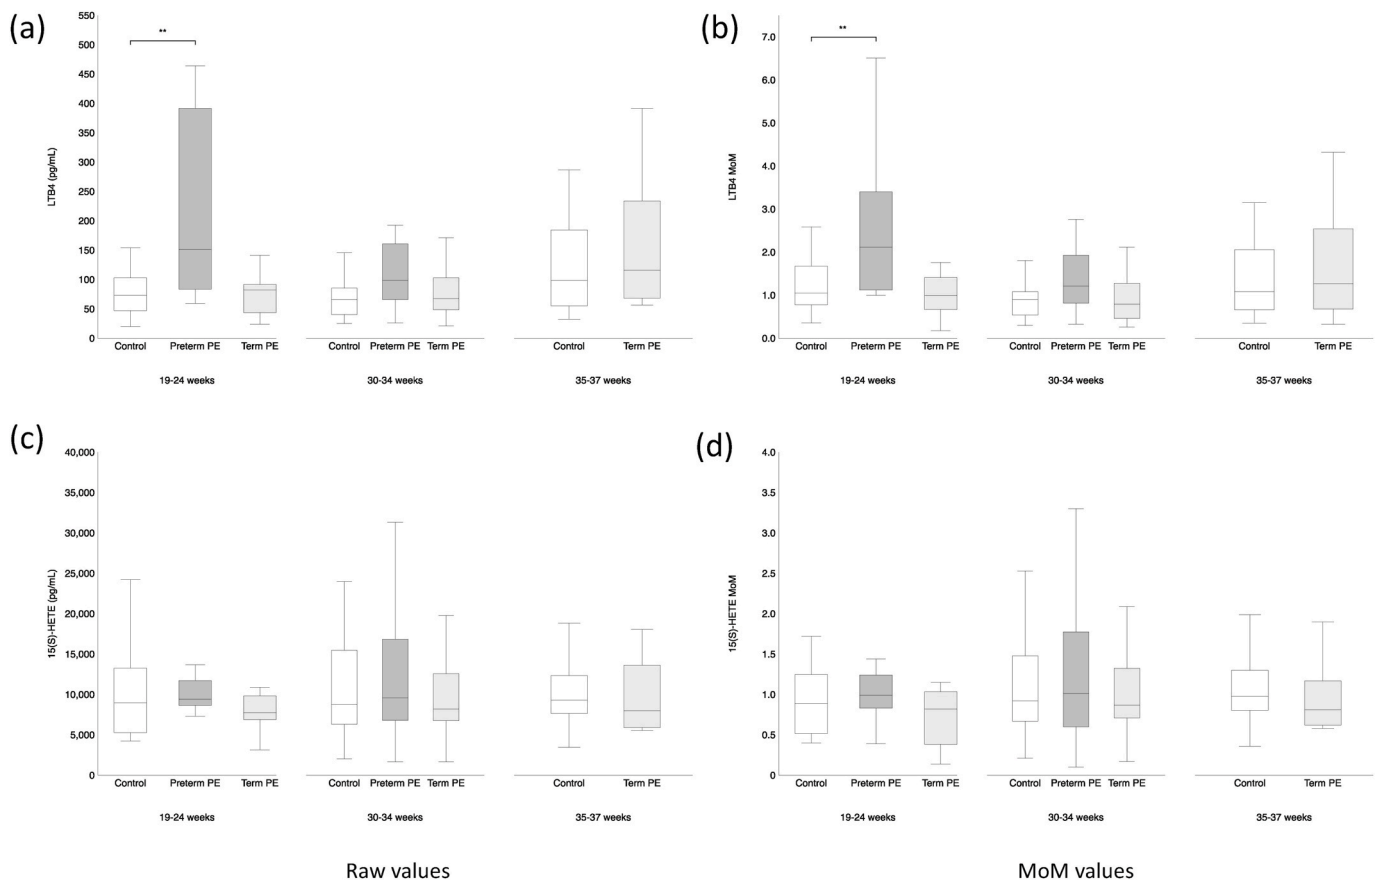 (a)
LTB4 (pg/mL)
550
500
450
400
350
300
250
200
150
100
50
0
**
Control Preterm PE Term PE Control Preterm PE Term PE Control Term PE
19-24 weeks 30-34 weeks 35-37 weeks
(b)
LTB4 MoM
7.0
6.0
5.0
4.0
3.0
2.0
1.0
0.0
**
Control Preterm PE Term PE Control Preterm PE Term PE Control Term PE
19-24 weeks 30-34 weeks 35-37 weeks
(c)
15(S)-HETE (pg/mL)
40,000
35,000
30,000
25,000
20,000
15,000
10,000
5,000
0
Control Preterm PE Term PE Control Preterm PE Term PE Control Term PE
19-24 weeks 30-34 weeks 35-37 weeks
(d)
15(S)-HETE MoM
4.0
3.5
3.0
2.5
2.0
1.5
1.0
0.5
0
Control Preterm PE Term PE Control Preterm PE Term PE Control Term PE
19-24 weeks 30-34 weeks 35-37 weeks
Raw values
MoM values